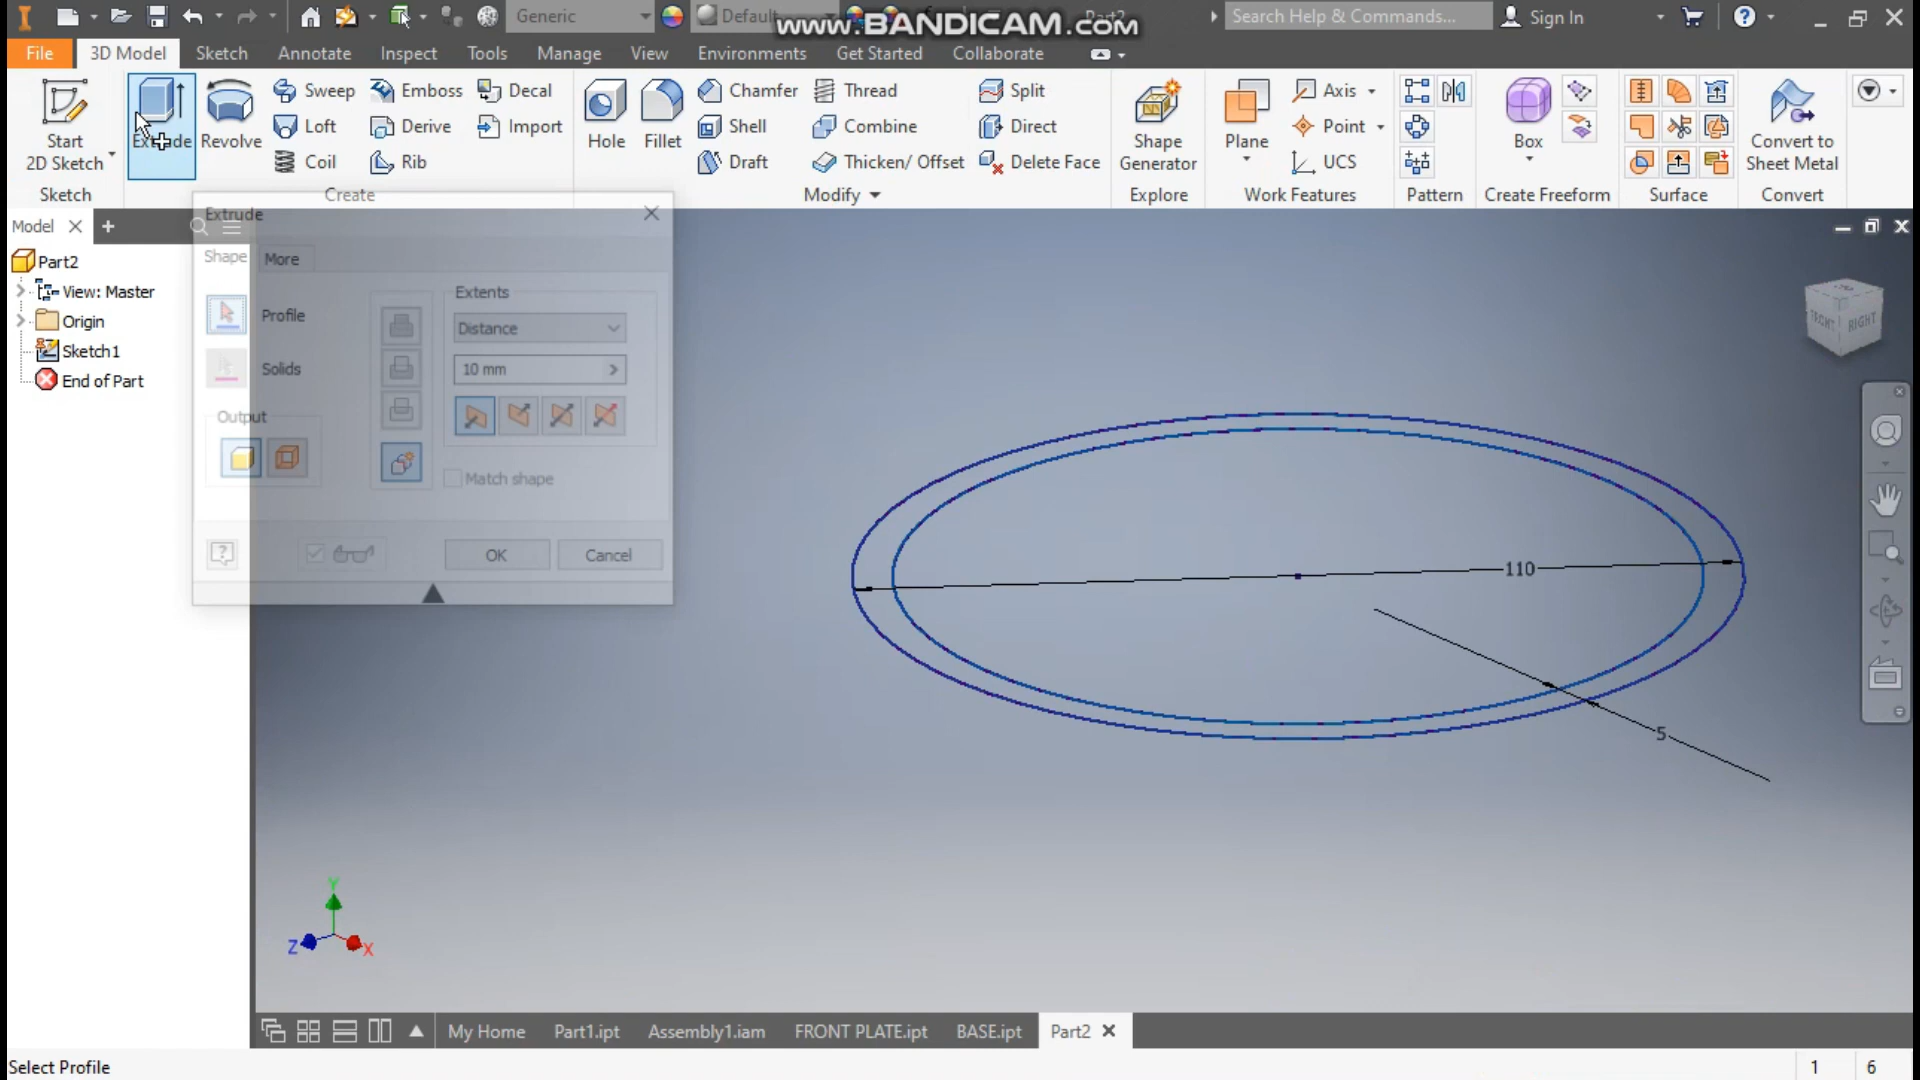 Generic
Default
www.BANDICAM.com
Part2
Search Help & Commands...
Sign In
File
3D Model
Sketch
Annotate
Inspect
Tools
Manage
View
Environments
Get Started
Collaborate
Start
2D Sketch
Sketch
Extrude
Revolve
Sweep
Loft
Coil
Emboss
Derive
Rib
Decal
Import
Create
Hole
Fillet
Chamfer
Shell
Draft
Thread
Combine
Thicken/ Offset
Split
Direct
Delete Face
Modify
Shape
Generator
Explore
Plane
Axis
Point
UCS
Work Features
Pattern
Box
Create Freeform
Surface
Convert to
Sheet Metal
Convert
Model
Part2
View: Master
Origin
Sketch1
End of Part
Extrude
Shape
More
Profile
Solids
Output
Extents
Distance
10 mm
Match shape
OK
Cancel
FRONT
RIGHT
110
5
Y
Z
X
My Home
Part1.ipt
Assembly1.iam
FRONT PLATE.ipt
BASE.ipt
Part2
Select Profile
1
6